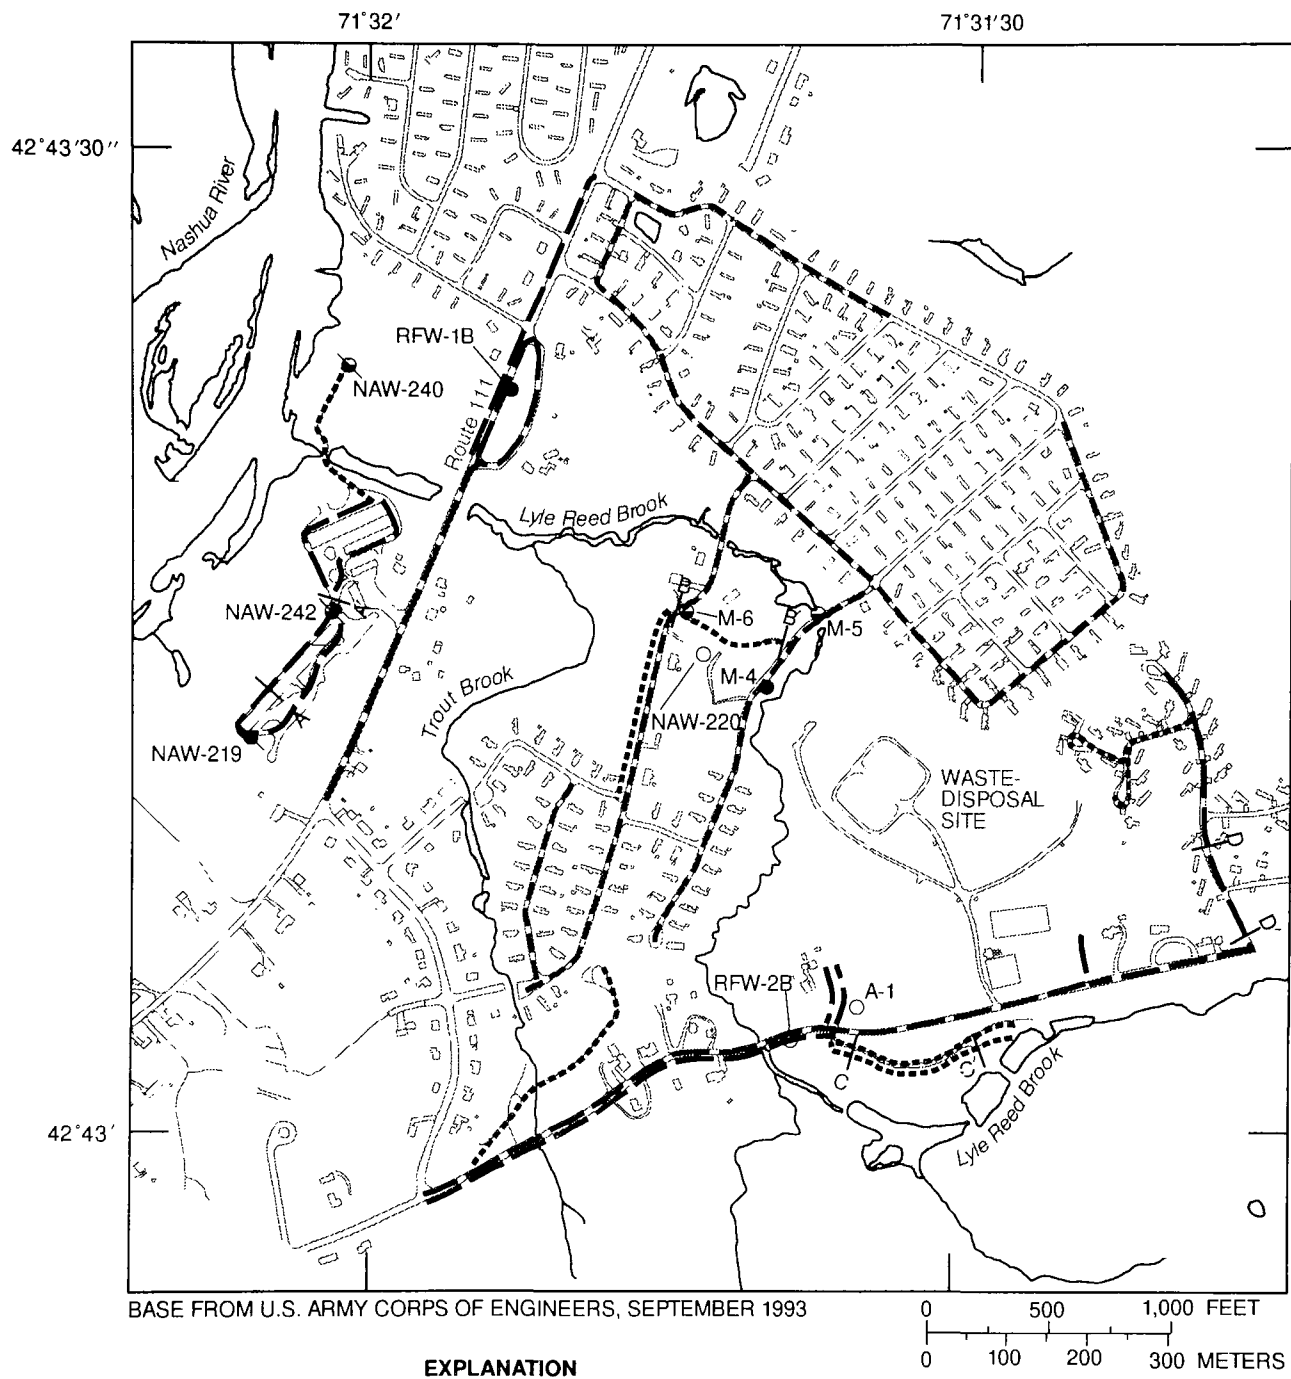 71°32'
71°31'30
42°43'30''
Nashua River
RFW-1B
NAW-240
Route 111
Lyle Reed Brook
B
NAW-242
M-6
B'
M-5
M-4
Trout Brook
NAW-220
A
NAW-219
WASTE-
DISPOSAL
SITE
D
D
RFW-2B
A-1
C
C'
Lyle Reed Brook
42°43'
BASE FROM U.S. ARMY CORPS OF ENGINEERS, SEPTEMBER 1993
0 500 1,000 FEET
0 100 200 300 METERS
EXPLANATION